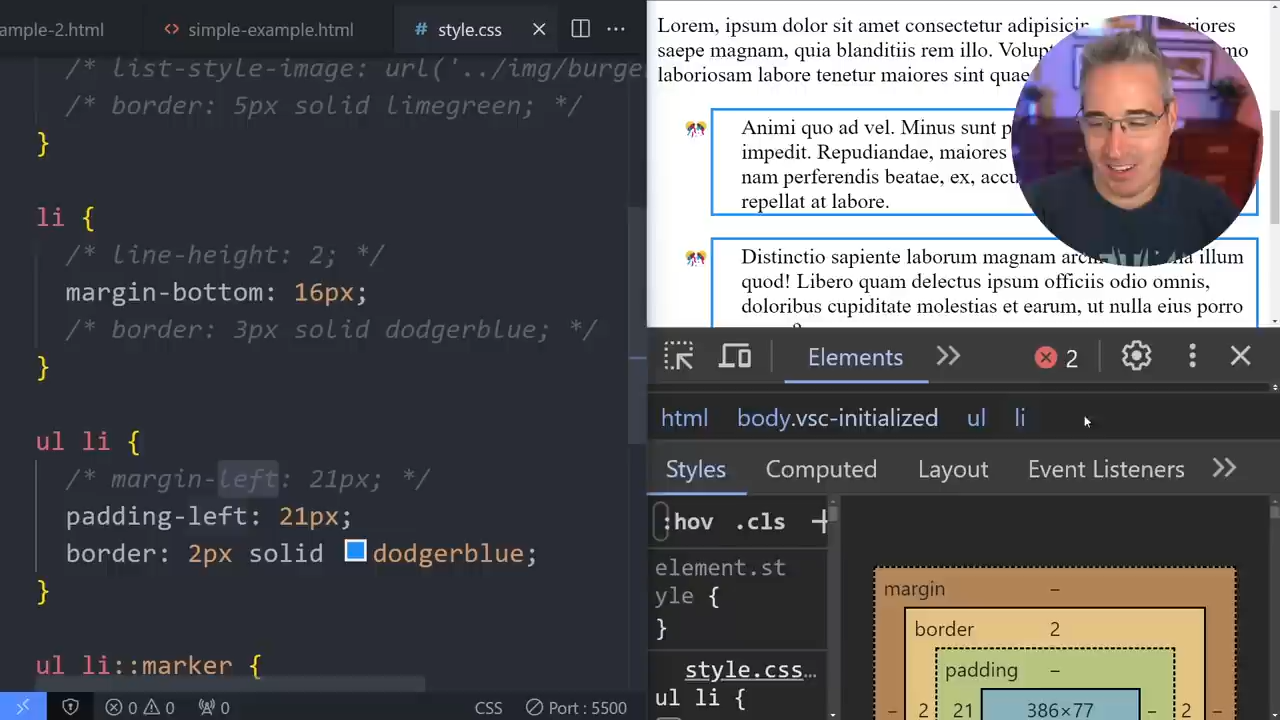 ample-2.html
simple-example.html
style.css
/* list-style-image: url('../img/burge
/* border: 5px solid limegreen; */
}
li {
/* line-height: 2; */
margin-bottom: 16px;
/* border: 3px solid dodgerblue; */
}
ul li {
/* margin-left: 21px; */
padding-left: 21px;
border: 2px solid dodgerblue;
}
ul li::marker {
0 0 0
CSS
Port : 5500
Lorem, ipsum dolor sit amet consectetur adipisicin
saepe magnam, quia blanditiis rem illo. Volupt
laboriosam labore tenetur maiores sint quae
Animi quo ad vel. Minus sunt p
impedit. Repudiandae, maiores
nam perferendis beatae, ex, accu
repellat at labore.
Distinctio sapiente laborum magnam illum
quod! Libero quam delectus ipsum officiis odio omnis,
doloribus cupiditate molestias et earum, ut nulla eius porro
Elements
2
html body.vsc-initialized ul li
Styles Computed Layout Event Listeners
:hov .cls +
element.st
yle {
}
style.css…
ul li {
margin –
border 2
padding –
– 2 21 386×77 – 2 –